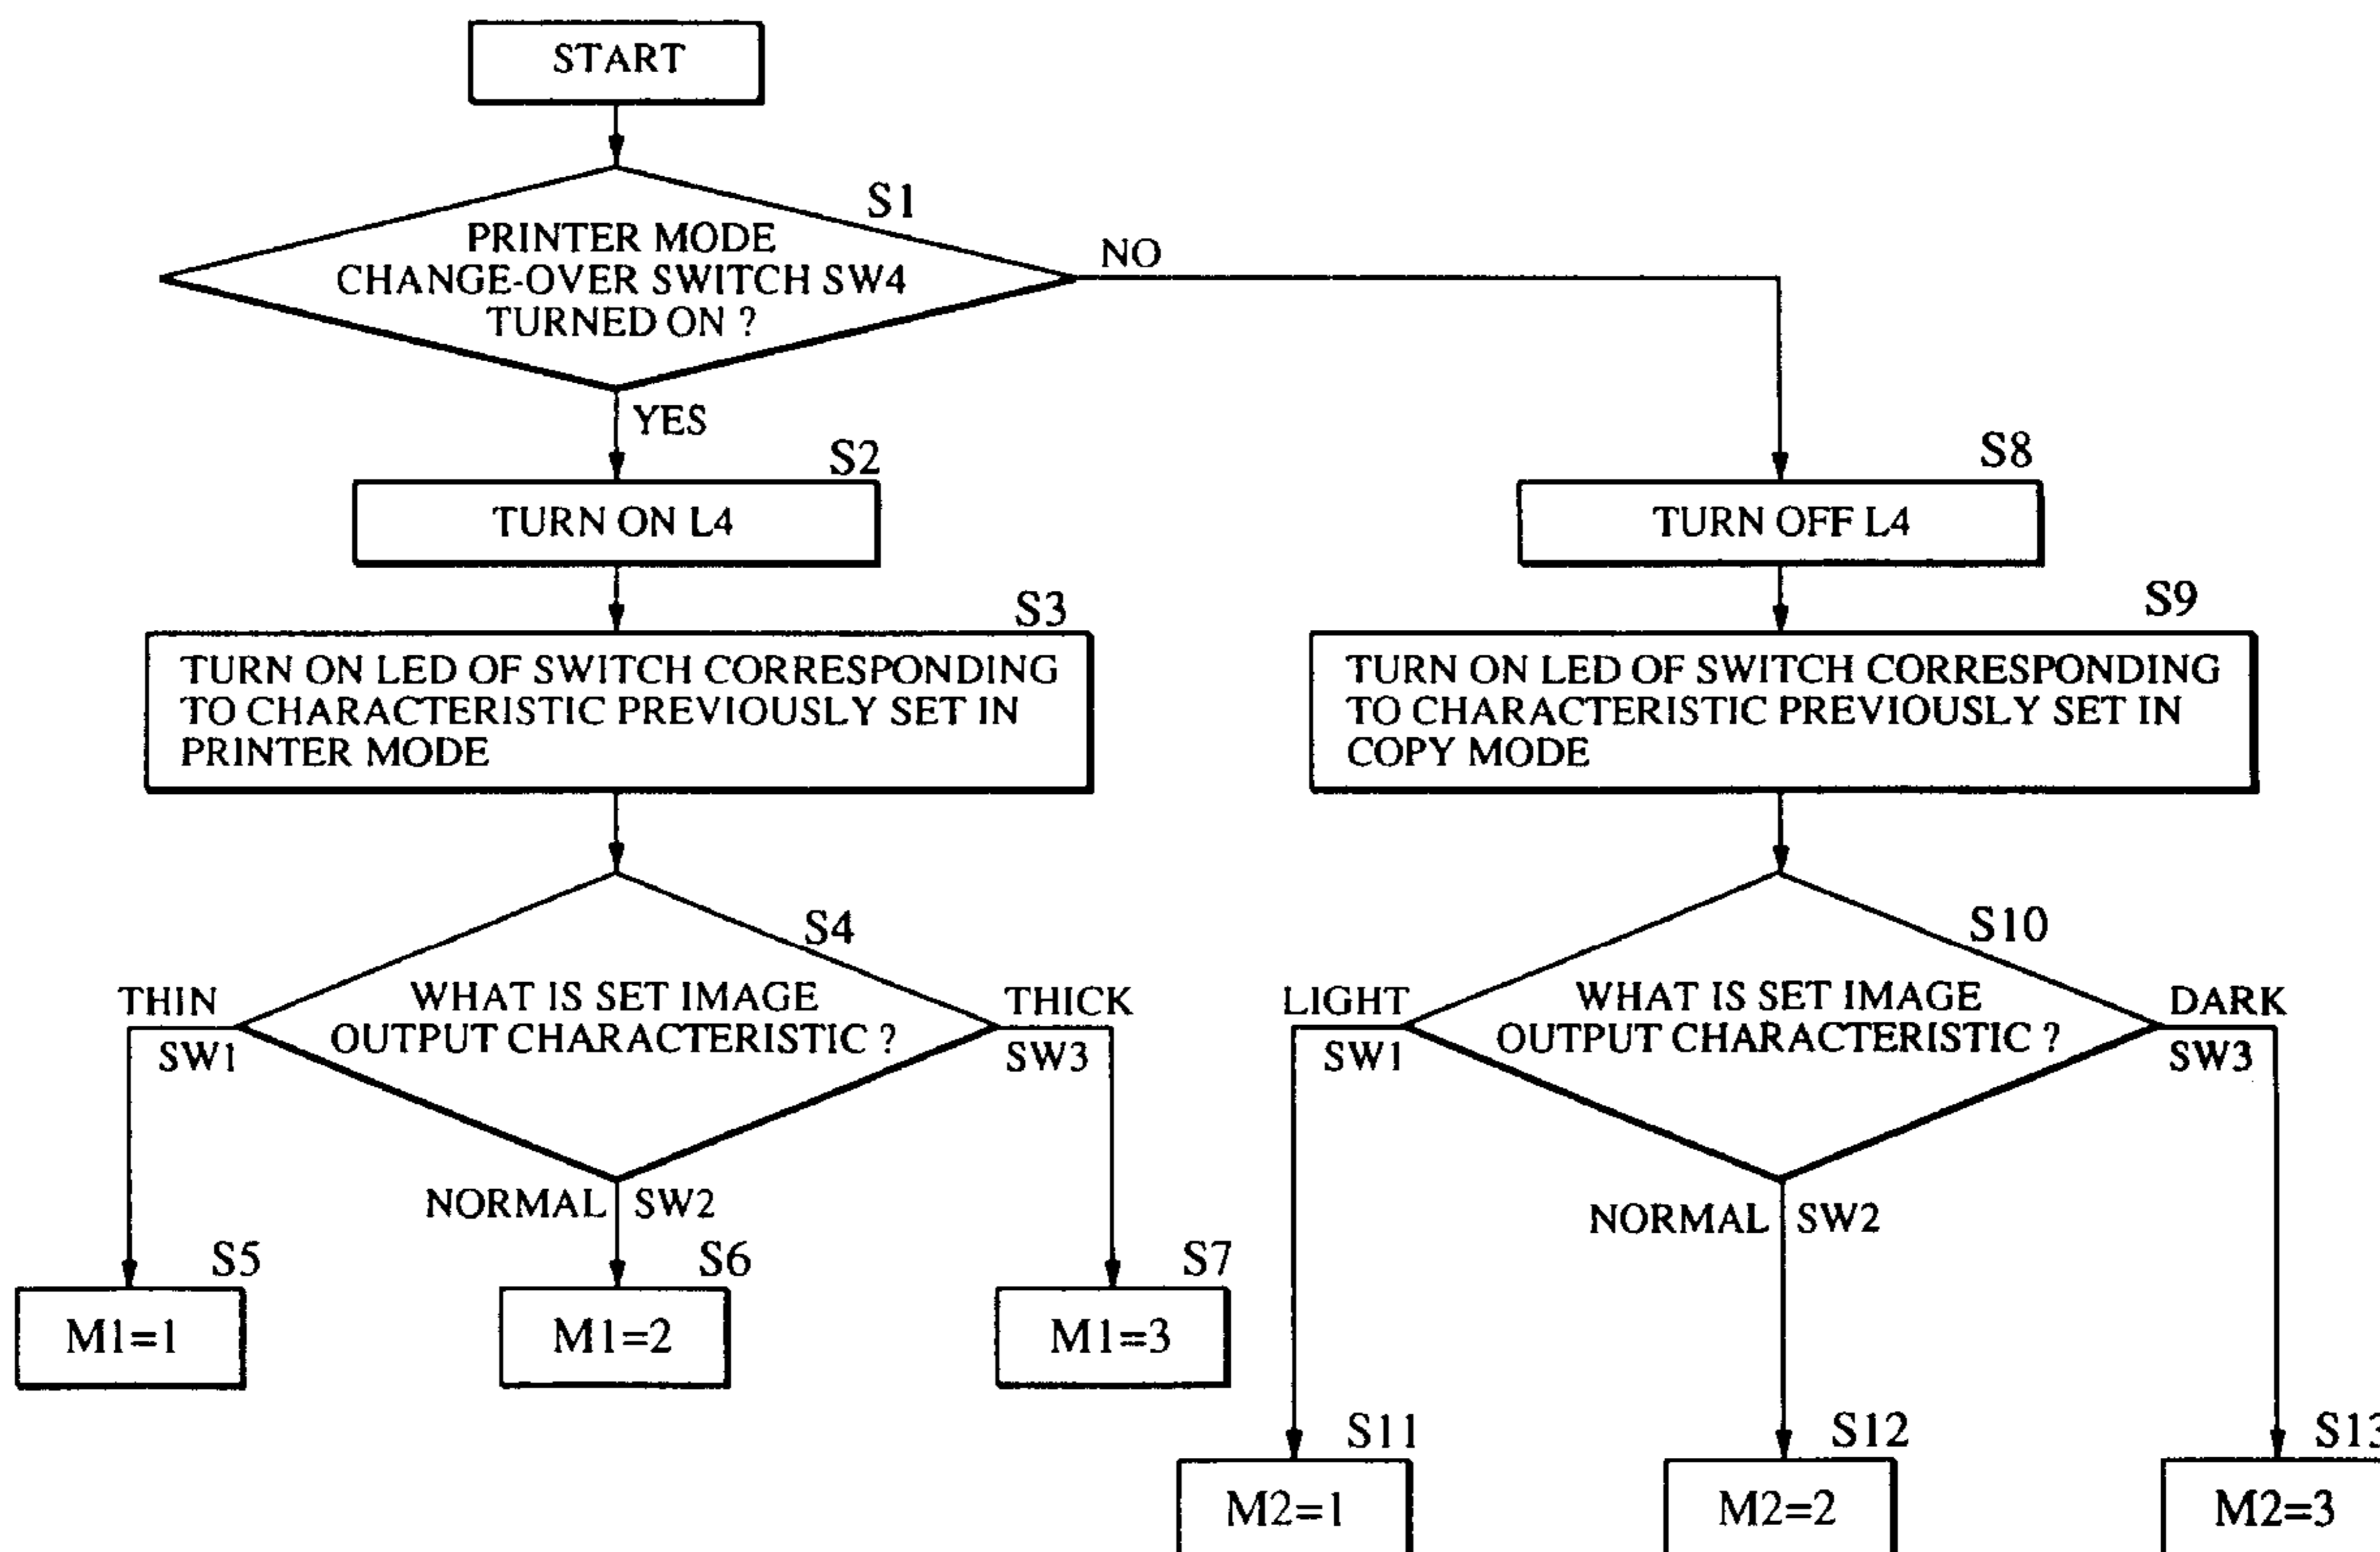 START
S1
PRINTER MODE
CHANGE-OVER SWITCH SW4
TURNED ON ?
NO
YES
S2
TURN ON L4
S8
TURN OFF L4
S3
TURN ON LED OF SWITCH CORRESPONDING
TO CHARACTERISTIC PREVIOUSLY SET IN
PRINTER MODE
S9
TURN ON LED OF SWITCH CORRESPONDING
TO CHARACTERISTIC PREVIOUSLY SET IN
COPY MODE
S4
WHAT IS SET IMAGE
OUTPUT CHARACTERISTIC ?
THIN
SW1
THICK
SW3
NORMAL SW2
S10
WHAT IS SET IMAGE
OUTPUT CHARACTERISTIC ?
LIGHT
SW1
DARK
SW3
NORMAL SW2
S5
M1=1
S6
M1=2
S7
M1=3
S11
M2=1
S12
M2=2
S13
M2=3